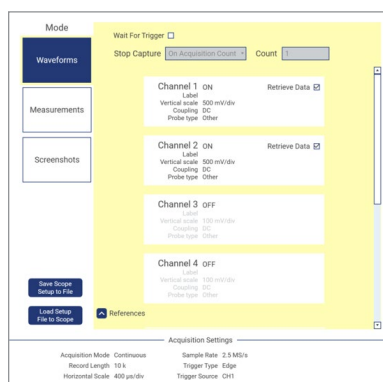 Mode
Wait For Trigger
Stop Capture On Acquisition Count Count 1
Waveforms
Measurements
Screenshots
Channel 1 ON Retrieve Data
Label
Vertical scale 500 mV/div
Coupling DC
Probe type Other
Channel 2 ON Retrieve Data
Label
Vertical scale 500 mV/div
Coupling DC
Probe type Other
Channel 3 OFF
Label
Vertical scale 100 mV/div
Coupling DC
Probe type Other
Channel 4 OFF
Label
Vertical scale 100 mV/div
Coupling DC
Probe type Other
Save Scope
Setup to File
Load Setup
File to Scope
References
Acquisition Settings
Acquisition Mode Continuous Sample Rate 2.5 MS/s
Record Length 10 k Trigger Type Edge
Horizontal Scale 400 µs/div Trigger Source CH1